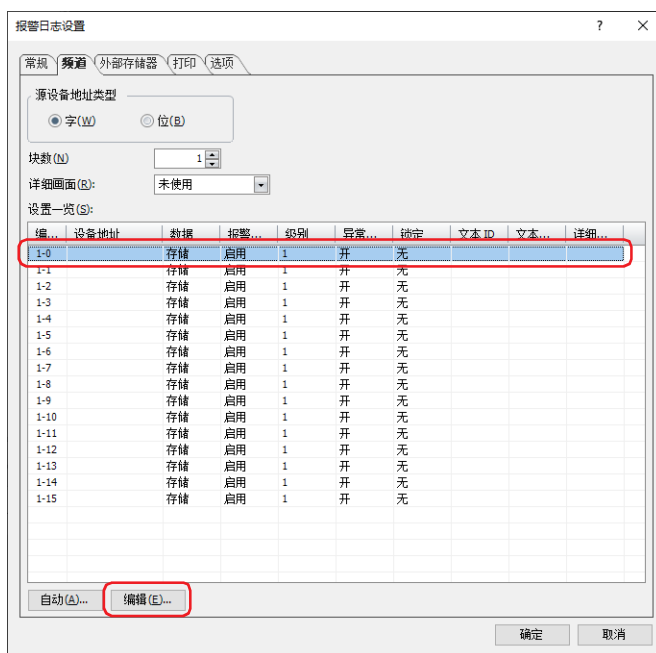 报警日志设置 ? ×
常规 频道 外部存储器 打印 选项
源设备地址类型
字(W) 位(B)
块数(N) 1
详细画面(R): 未使用
设置一览(S):
编... 设备地址 数据 报警... 级别 异常... 锁定 文本 ID 文本... 详细...
1-0 存储 启用 1 开 无
1-1 存储 启用 1 开 无
1-2 存储 启用 1 开 无
1-3 存储 启用 1 开 无
1-4 存储 启用 1 开 无
1-5 存储 启用 1 开 无
1-6 存储 启用 1 开 无
1-7 存储 启用 1 开 无
1-8 存储 启用 1 开 无
1-9 存储 启用 1 开 无
1-10 存储 启用 1 开 无
1-11 存储 启用 1 开 无
1-12 存储 启用 1 开 无
1-13 存储 启用 1 开 无
1-14 存储 启用 1 开 无
1-15 存储 启用 1 开 无
自动(A)... 编辑(E)...
确定 取消